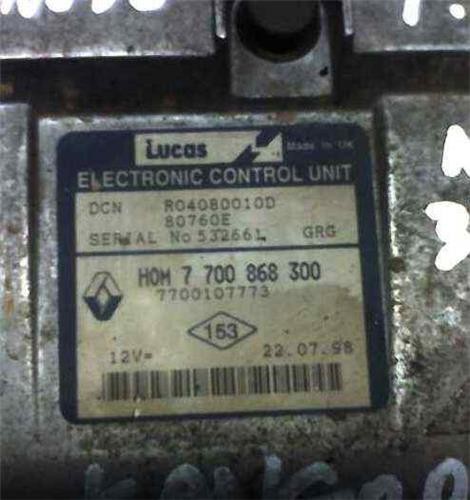 Lucas Made in UK
ELECTRONIC CONTROL UNIT
DCN R04080010D
80760E
SERIAL No 532661 GRG
HOM 7 700 868 300
7700107773
153
12V= 22.07.98